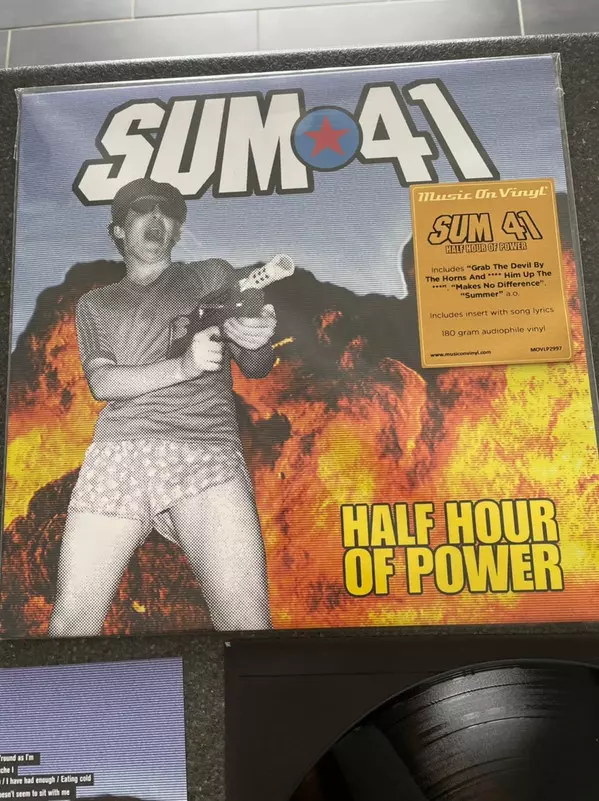 SUM 41
Music On Vinyl
SUM 41
HALF HOUR OF POWER
Includes "Grab The Devil By
The Horns And **** Him Up The
****", "Makes No Difference",
"Summer" a.o.
Includes insert with song lyrics
180 gram audiophile vinyl
www.musiconvinyl.com MOVLP2997
HALF HOUR
OF POWER
'round as I'm
che I
/ I have had enough / Eating cold
esn't seem to sit with me